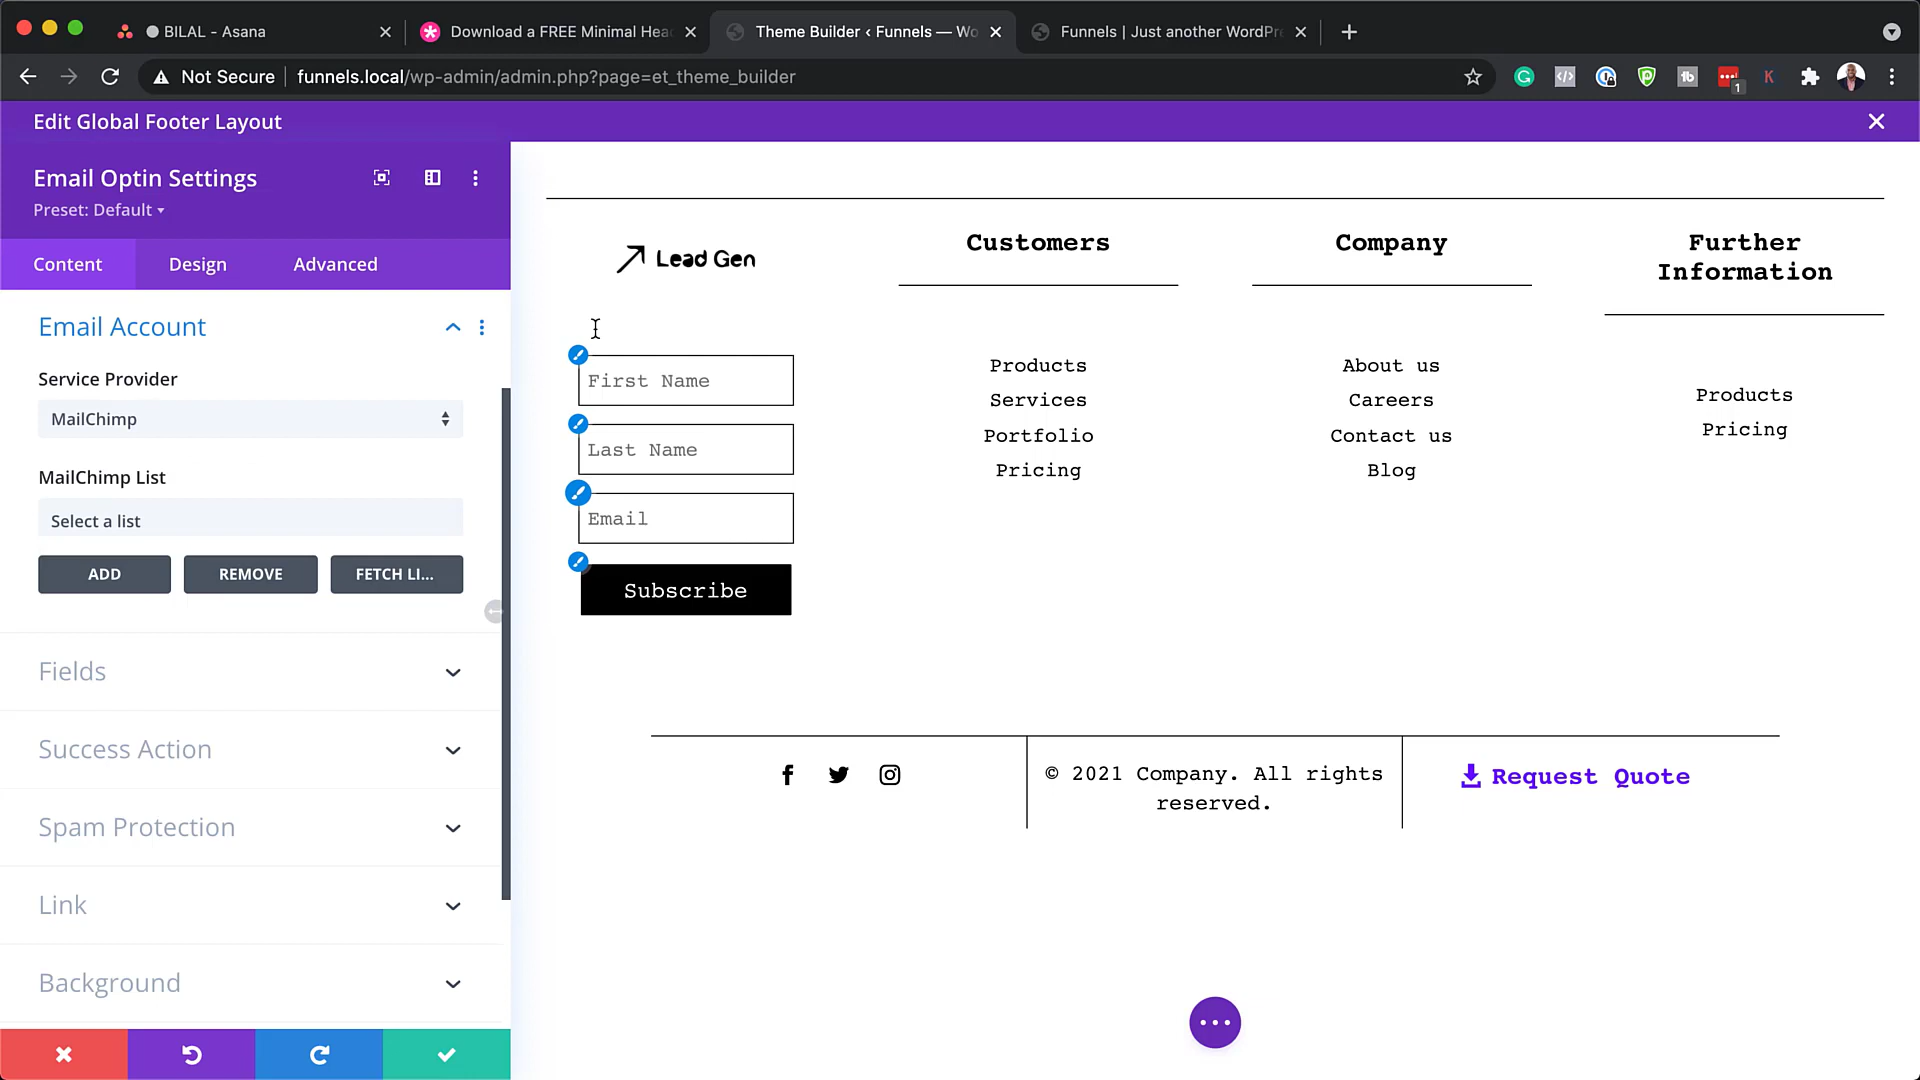 BILAL - Asana
Download a FREE Minimal Hea
Theme Builder ‹ Funnels — Wo
Funnels | Just another WordPre
Not Secure
funnels.local/wp-admin/admin.php?page=et_theme_builder
1
Edit Global Footer Layout
Email Optin Settings
Preset: Default
Content
Design
Advanced
Email Account
Service Provider
MailChimp
MailChimp List
Select a list
ADD
REMOVE
FETCH LI...
Fields
Success Action
Spam Protection
Link
Background
Lead Gen
First Name
Last Name
Email
Subscribe
Customers
Products
Services
Portfolio
Pricing
Company
About us
Careers
Contact us
Blog
Further
Information
Products
Pricing
© 2021 Company. All rights
reserved.
Request Quote